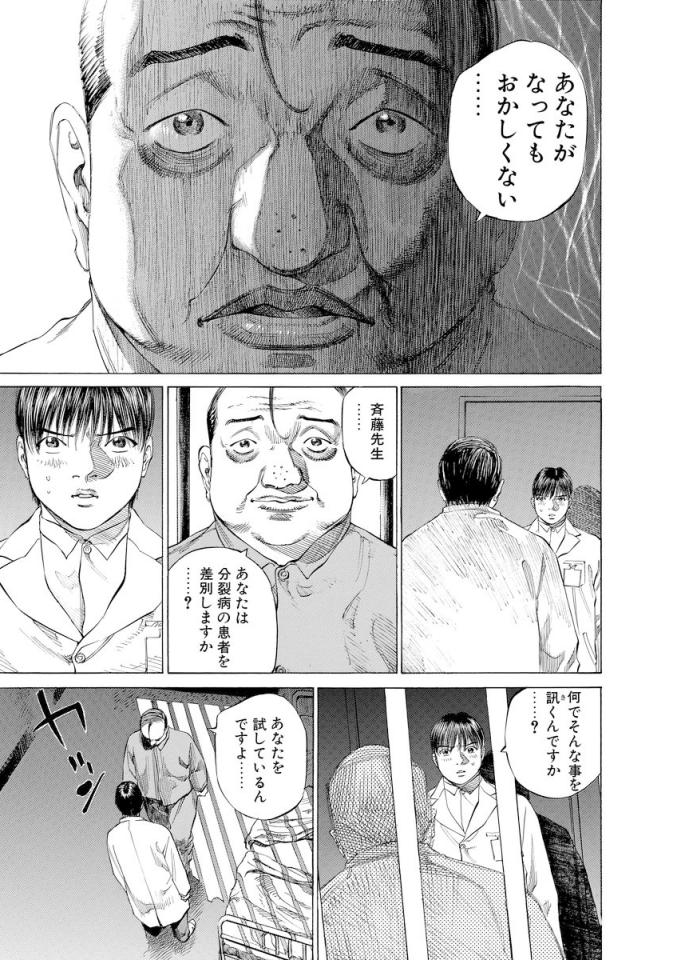 あなたが
なっても
おかしくない
……
斉藤先生
……
あなたは
分裂病の患者を
差別しますか
……?
何でそんな事を
訊くんですか
……?
き
あなたを
試しているん
ですよ……
ヤッ